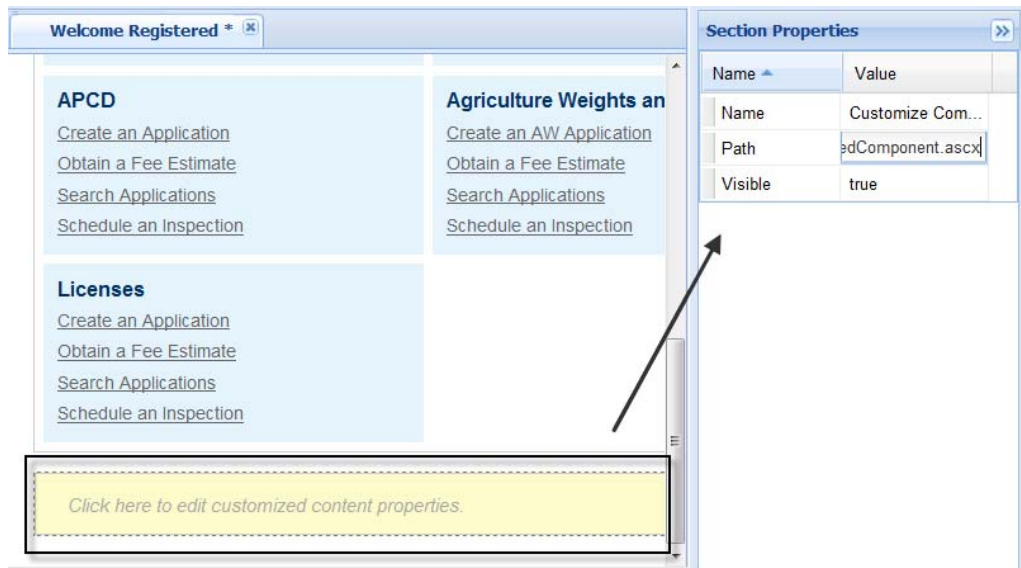 Welcome Registered *
APCD
Create an Application
Obtain a Fee Estimate
Search Applications
Schedule an Inspection
Agriculture Weights an
Create an AW Application
Obtain a Fee Estimate
Search Applications
Schedule an Inspection
Licenses
Create an Application
Obtain a Fee Estimate
Search Applications
Schedule an Inspection
Click here to edit customized content properties.
Section Properties
Name Value
Name Customize Com...
Path edComponent.ascx
Visible true